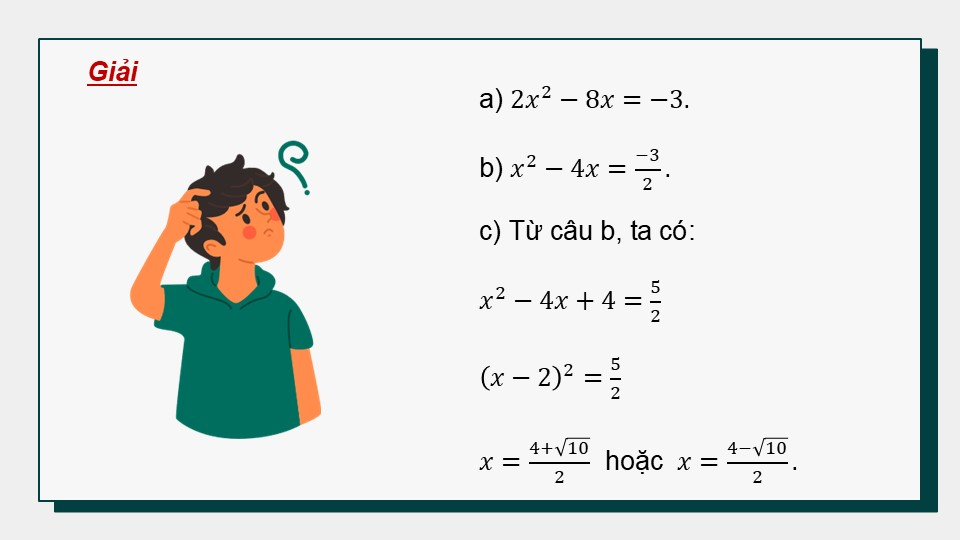 Giải
a) 2x² − 8x = −3.
b) x² − 4x = −3/2.
c) Từ câu b, ta có:
x² − 4x + 4 = 5/2
(x − 2)² = 5/2
x = (4+√10)/2 hoặc x = (4−√10)/2.